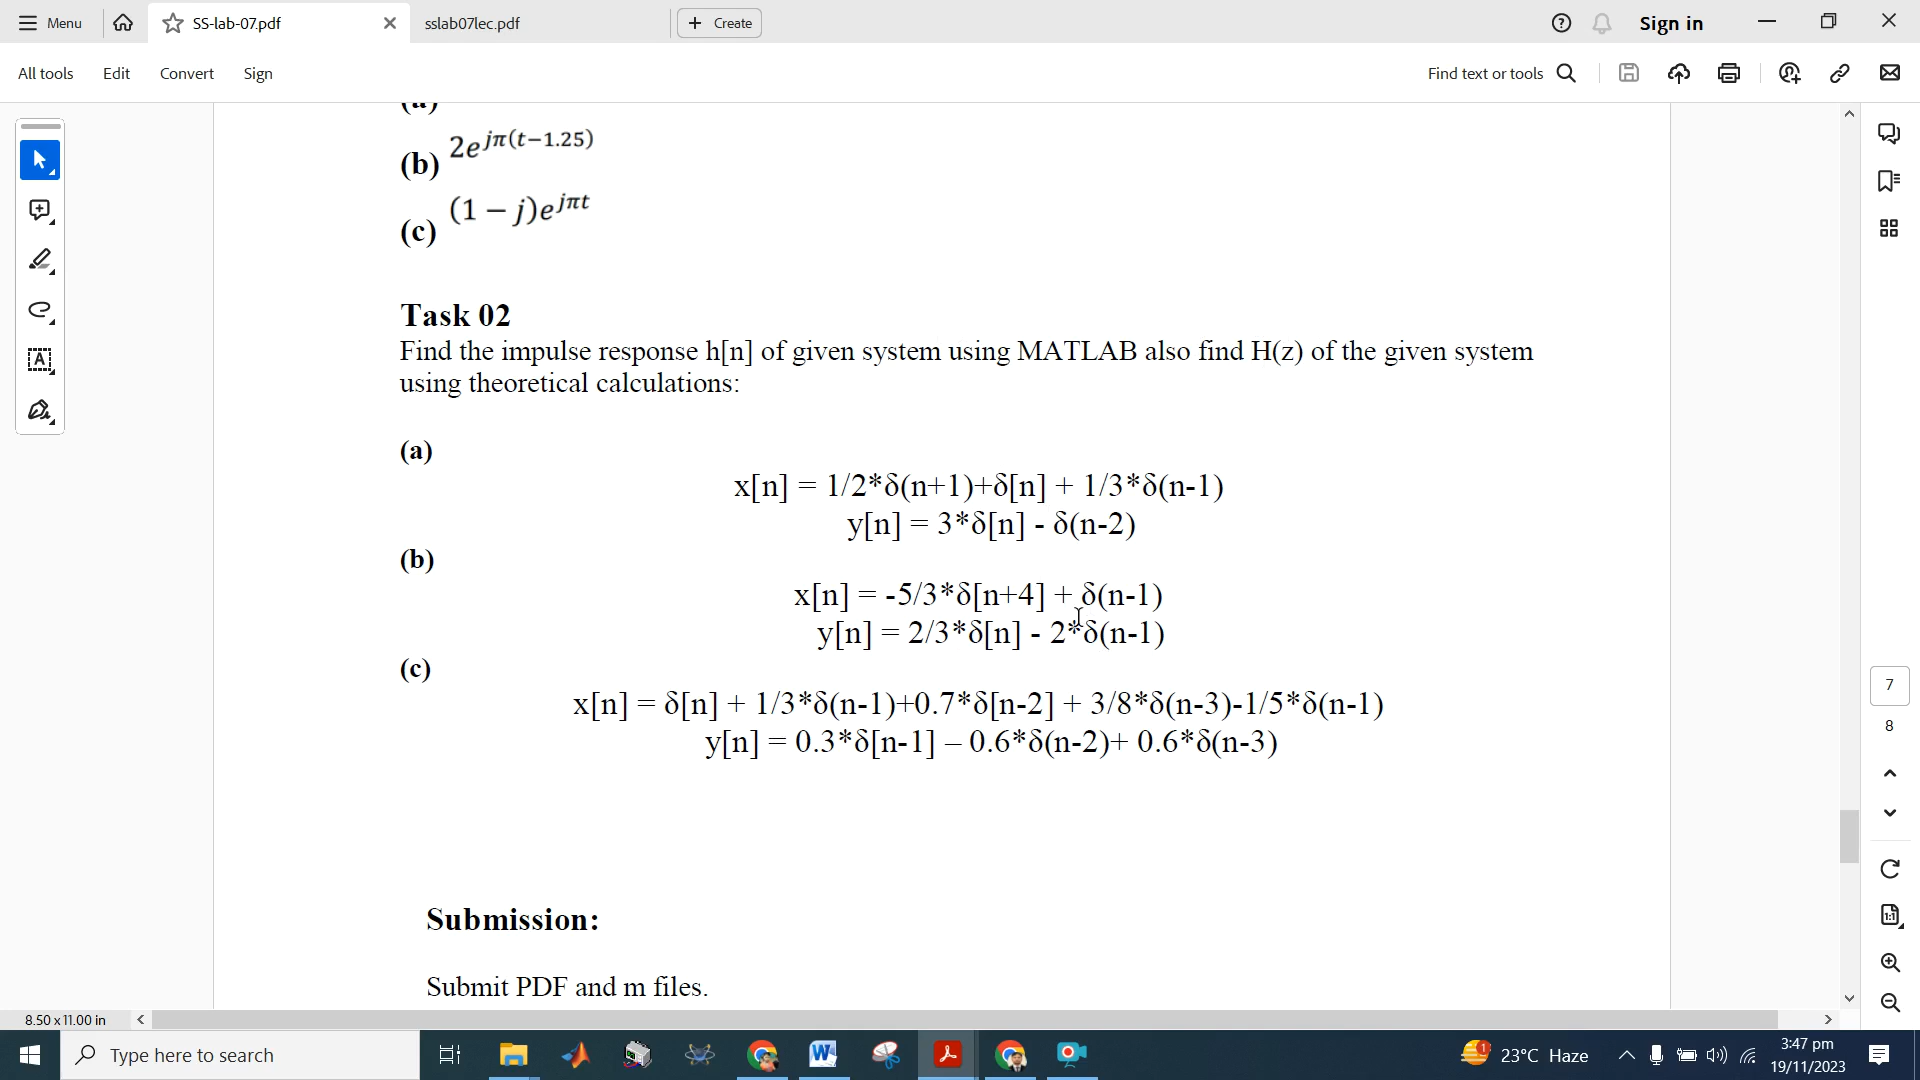 Menu
SS-lab-07.pdf
sslab07lec.pdf
Create
Sign in
All tools
Edit
Convert
Sign
Find text or tools
(b) 2e^{jπ(t−1.25)}
(c) (1 − j)e^{jπt}
Task 02
Find the impulse response h[n] of given system using MATLAB also find H(z) of the given system
using theoretical calculations:
(a)
x[n] = 1/2*δ(n+1)+δ[n] + 1/3*δ(n-1)
y[n] = 3*δ[n] - δ(n-2)
(b)
x[n] = -5/3*δ[n+4] + δ(n-1)
y[n] = 2/3*δ[n] - 2*δ(n-1)
(c)
x[n] = δ[n] + 1/3*δ(n-1)+0.7*δ[n-2] + 3/8*δ(n-3)-1/5*δ(n-1)
y[n] = 0.3*δ[n-1] – 0.6*δ(n-2)+ 0.6*δ(n-3)
Submission:
Submit PDF and m files.
7
8
8.50 x 11.00 in
Type here to search
23°C Haze
3:47 pm
19/11/2023